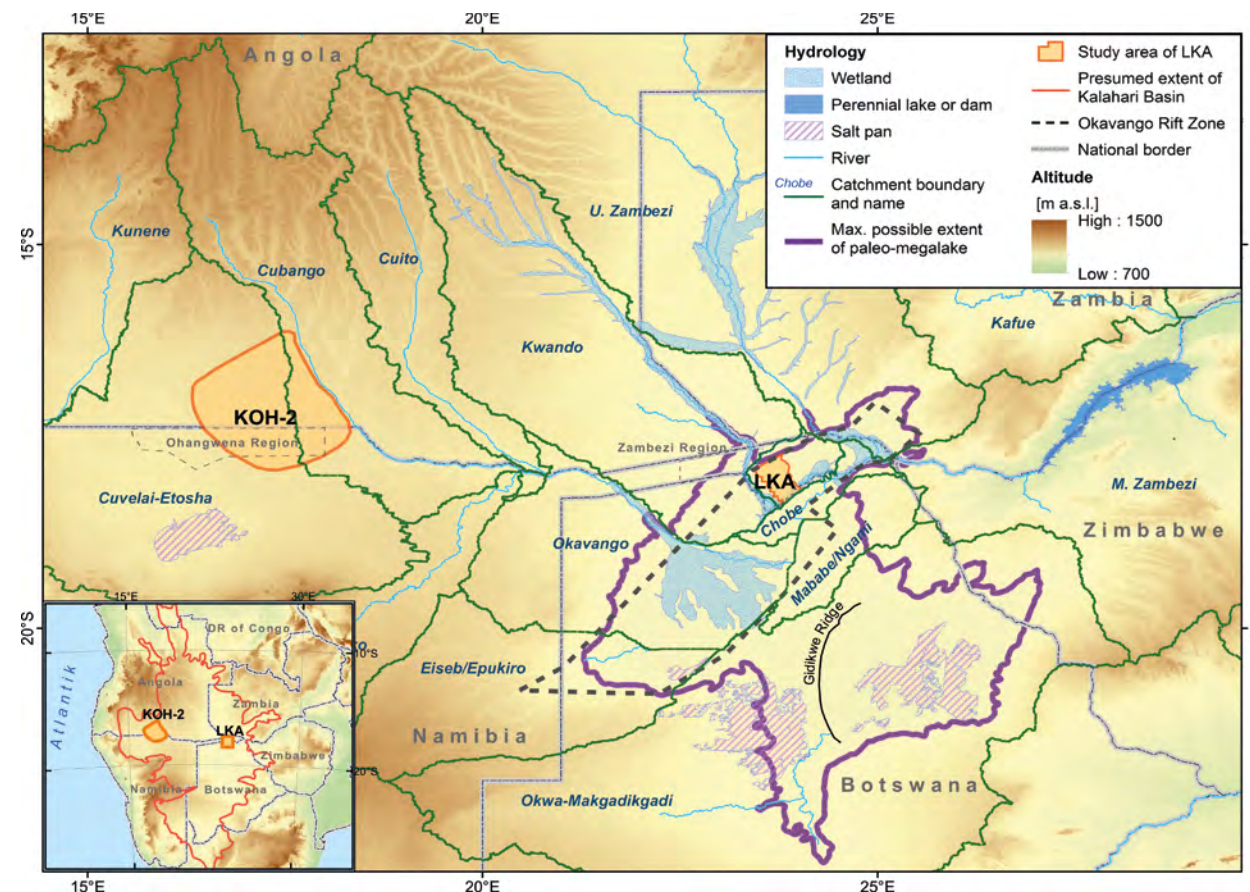 15°E
20°E
25°E
Angola
Hydrology
Wetland
Perennial lake or dam
Salt pan
River
Chobe
Catchment boundary
and name
Max. possible extent
of paleo-megalake
Study area of LKA
Presumed extent of
Kalahari Basin
Okavango Rift Zone
National border
Altitude
[m a.s.l.]
High : 1500
Low : 700
15°S
15°S
Kunene
Cubango
Cuito
U. Zambezi
Kwando
Zambia
Kafue
KOH-2
Ohangwena Region
Zambezi Region
LKA
Cuvelai-Etosha
Chobe
M. Zambezi
Zimbabwe
Okavango
Mababe/Ngami
20°S
20°S
Gidikwe Ridge
Eiseb/Epukiro
Namibia
Botswana
Okwa-Makgadikgadi
15°E
30°E
DR of Congo
10°S
Atlantik
Angola
Zambia
KOH-2
LKA
Zimbabwe
20°S
Namibia
Botswana
15°E
20°E
25°E